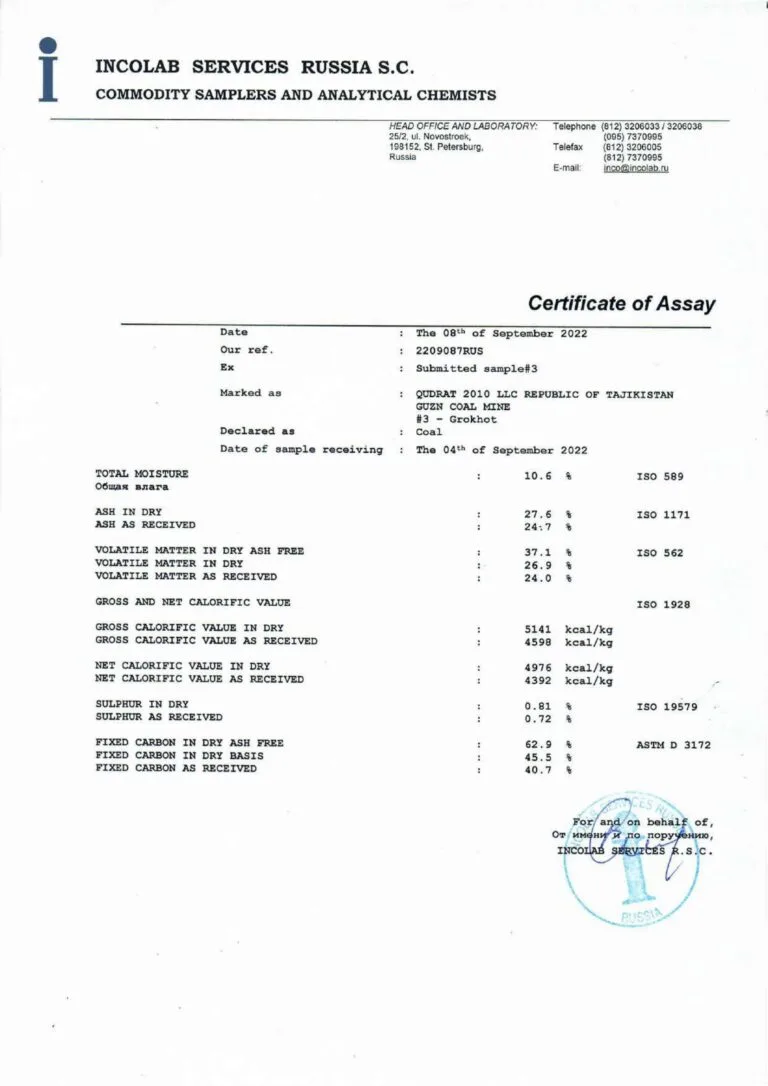 i
INCOLAB SERVICES RUSSIA S.C.
COMMODITY SAMPLERS AND ANALYTICAL CHEMISTS
HEAD OFFICE AND LABORATORY: Telephone (812) 3206033 / 3206038
25/2, ul. Novostroek, (095) 7370995
198152, St. Petersburg, Telefax (812) 3206005
Russia (812) 7370995
E-mail: inco@incolab.ru
Certificate of Assay
Date : The 08th of September 2022
Our ref. : 2209087RUS
Ex : Submitted sample#3
Marked as : QUDRAT 2010 LLC REPUBLIC OF TAJIKISTAN
GUZN COAL MINE
#3 - Grokhot
Declared as : Coal
Date of sample receiving : The 04th of September 2022
TOTAL MOISTURE : 10.6 % ISO 589
Общая влага
ASH IN DRY : 27.6 % ISO 1171
ASH AS RECEIVED : 24.7 %
VOLATILE MATTER IN DRY ASH FREE : 37.1 % ISO 562
VOLATILE MATTER IN DRY : 26.9 %
VOLATILE MATTER AS RECEIVED : 24.0 %
GROSS AND NET CALORIFIC VALUE ISO 1928
GROSS CALORIFIC VALUE IN DRY : 5141 kcal/kg
GROSS CALORIFIC VALUE AS RECEIVED : 4598 kcal/kg
NET CALORIFIC VALUE IN DRY : 4976 kcal/kg
NET CALORIFIC VALUE AS RECEIVED : 4392 kcal/kg
SULPHUR IN DRY : 0.81 % ISO 19579
SULPHUR AS RECEIVED : 0.72 %
FIXED CARBON IN DRY ASH FREE : 62.9 % ASTM D 3172
FIXED CARBON IN DRY BASIS : 45.5 %
FIXED CARBON AS RECEIVED : 40.7 %
For and on behalf of,
От имени и по поручению,
INCOLAB SERVICES R.S.C.
RUSSIA